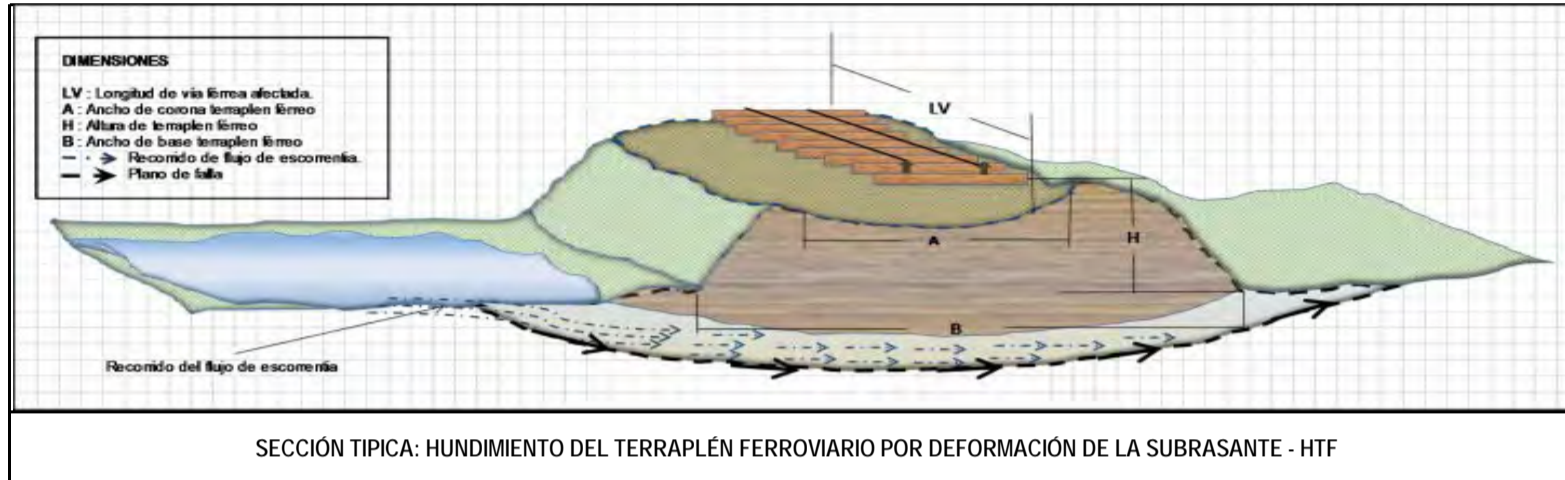 DIMENSIONES
LV : Longitud de via férrea afectada.
A : Ancho de corona terraplen férreo
H : Altura de terraplen férreo
B : Ancho de base terraplen férreo
Recorrido de flujo de escorrentia.
Plano de falla
LV
A
H
B
Recorrido del flujo de escorrentia
SECCIÓN TIPICA: HUNDIMIENTO DEL TERRAPLÉN FERROVIARIO POR DEFORMACIÓN DE LA SUBRASANTE - HTF